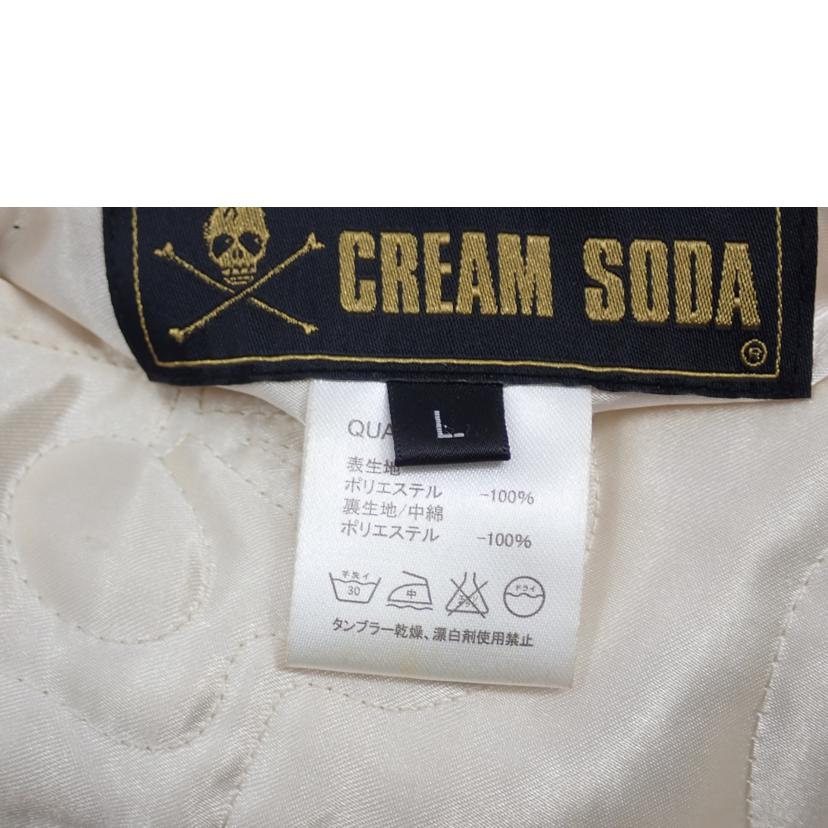 CREAM SODA
®
L
QUA
表生地
ポリエステル -100%
裏生地/中綿
ポリエステル -100%
手洗イ
30
中
ドライ
タンブラー乾燥、漂白剤使用禁止